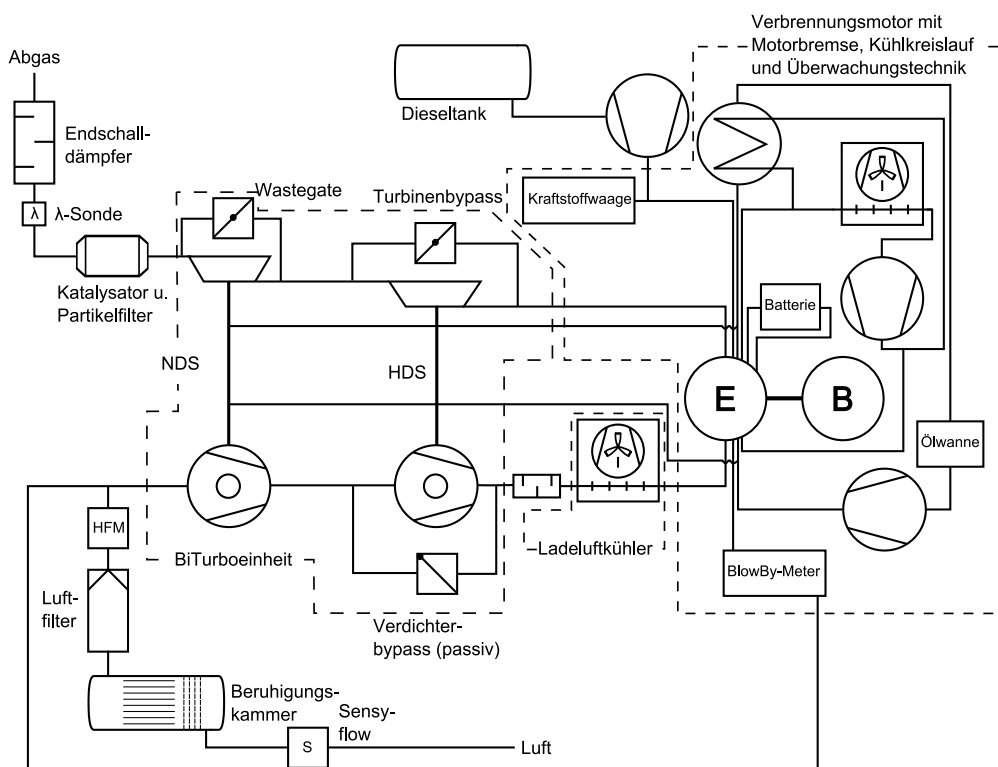 Verbrennungsmotor mit
Motorbremse, Kühlkreislauf
und Überwachungstechnik
Abgas
Dieseltank
Endschall-
dämpfer
λ
λ-Sonde
Wastegate
Turbinenbypass
Kraftstoffwaage
Katalysator u.
Partikelfilter
Batterie
NDS
HDS
E
B
Ölwanne
HFM
BiTurboeinheit
Ladeluftkühler
BlowBy-Meter
Luft-
filter
Verdichter-
bypass (passiv)
Beruhigungs-
kammer
Sensy-
flow
S
Luft